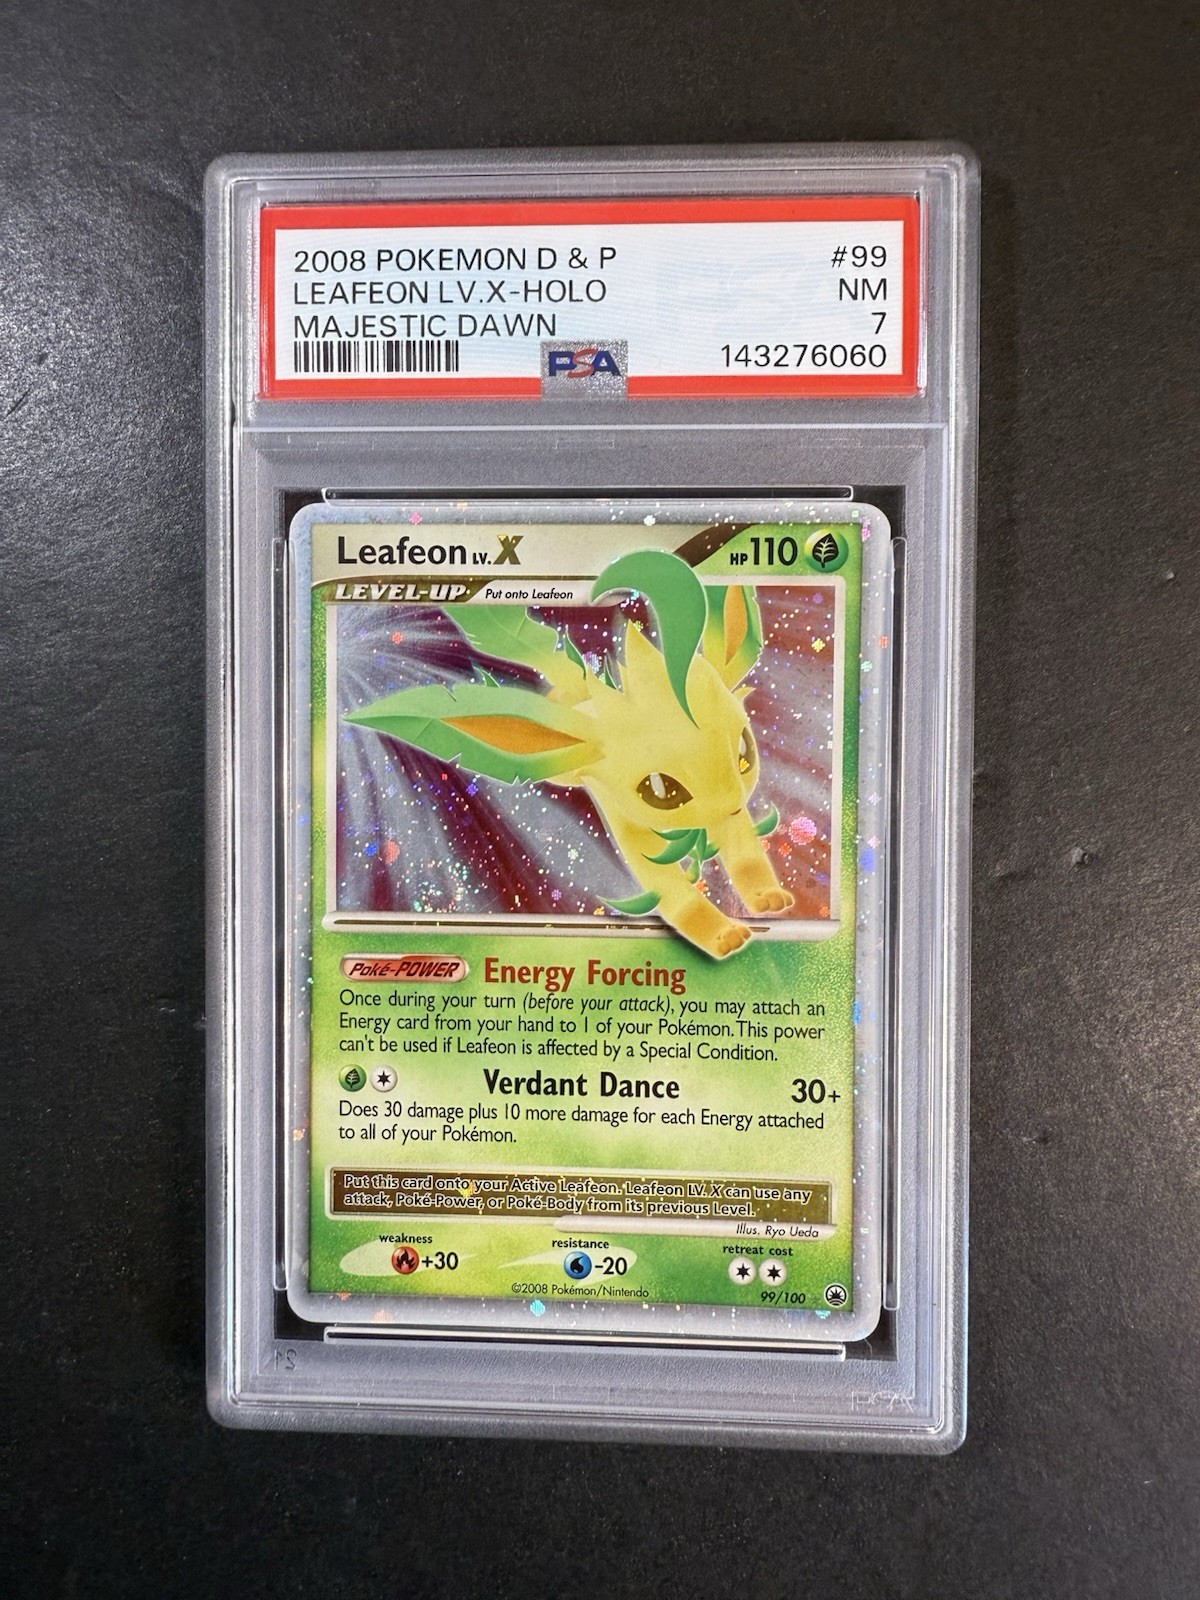 2008 POKEMON D & P #99
LEAFEON LV.X-HOLO NM
MAJESTIC DAWN 7
PSA 143276060
Leafeon LV.X HP 110
LEVEL-UP Put onto Leafeon
Poké-POWER Energy Forcing
Once during your turn (before your attack), you may attach an
Energy card from your hand to 1 of your Pokémon. This power
can't be used if Leafeon is affected by a Special Condition.
Verdant Dance 30+
Does 30 damage plus 10 more damage for each Energy attached
to all of your Pokémon.
Put this card onto your Active Leafeon. Leafeon LV. X can use any
attack, Poké-Power, or Poké-Body from its previous Level.
Illus. Ryo Ueda
weakness resistance retreat cost
+30 -20
©2008 Pokémon/Nintendo 99/100